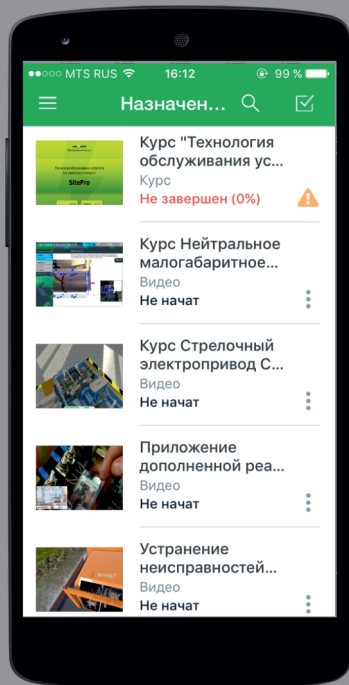 MTS RUS 16:12 99 %
Назначен...
Курс "Технология
обслуживания ус...
Курс
Не завершен (0%)
SitePro
Курс Нейтральное
малогабаритное...
Видео
Не начат
Курс Стрелочный
электропривод С...
Видео
Не начат
Приложение
дополненной реа...
Видео
Не начат
Устранение
неисправностей...
Видео
Не начат